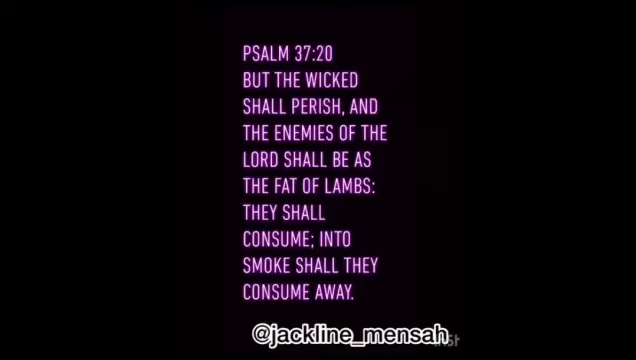 PSALM 37:20
BUT THE WICKED
SHALL PERISH, AND
THE ENEMIES OF THE
LORD SHALL BE AS
THE FAT OF LAMBS:
THEY SHALL
CONSUME; INTO
SMOKE SHALL THEY
CONSUME AWAY.
@jackline_mensah